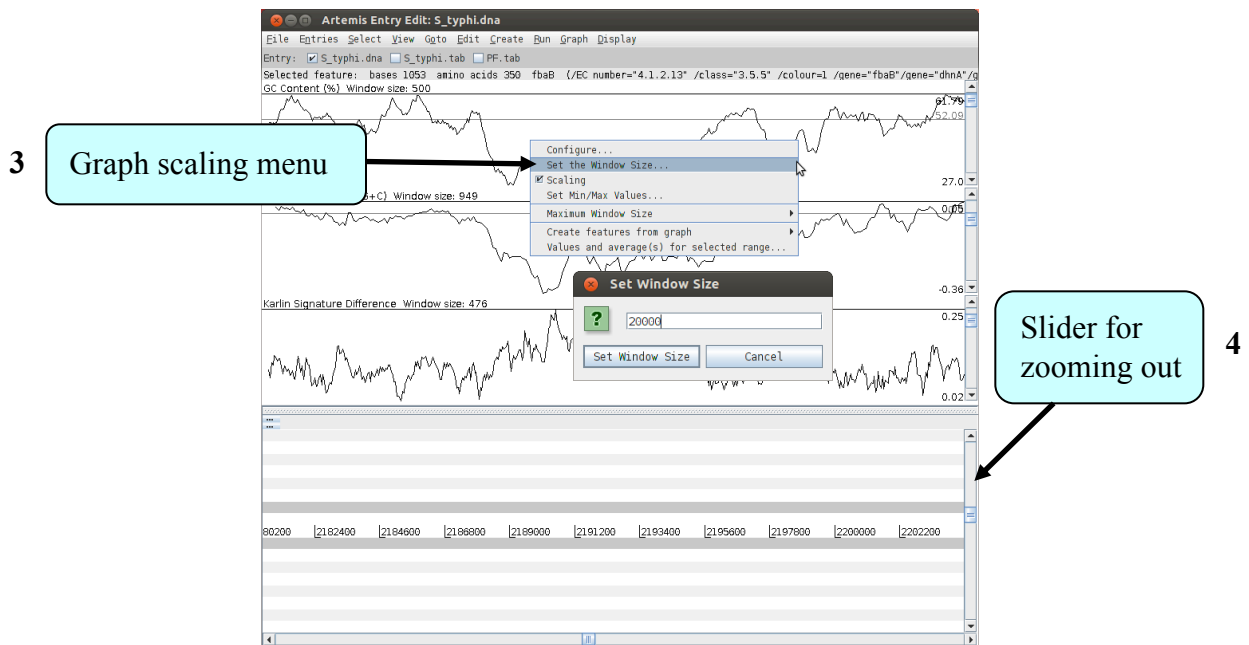 Artemis Entry Edit: S_typhi.dna
File Entries Select View Goto Edit Create Run Graph Display
Entry: S_typhi.dna S_typhi.tab PF.tab
Selected feature: bases 1053 amino acids 350 fbaB (/EC number="4.1.2.13" /class="3.5.5" /colour=1 /gene="fbaB"/gene="dhnA"/g
GC Content (%) Window size: 500
61.79
52.09
27.0
3
Graph scaling menu
Configure...
Set the Window Size...
Scaling
Set Min/Max Values...
Maximum Window Size
Create features from graph
Values and average(s) for selected range...
G+C) Window size: 949
0.05
-0.36
Set Window Size
?
20000
Set Window Size
Cancel
Karlin Signature Difference Window size: 476
0.25
0.02
Slider for
zooming out
4
80200 2182400 2184600 2186800 2189000 2191200 2193400 2195600 2197800 2200000 2202200